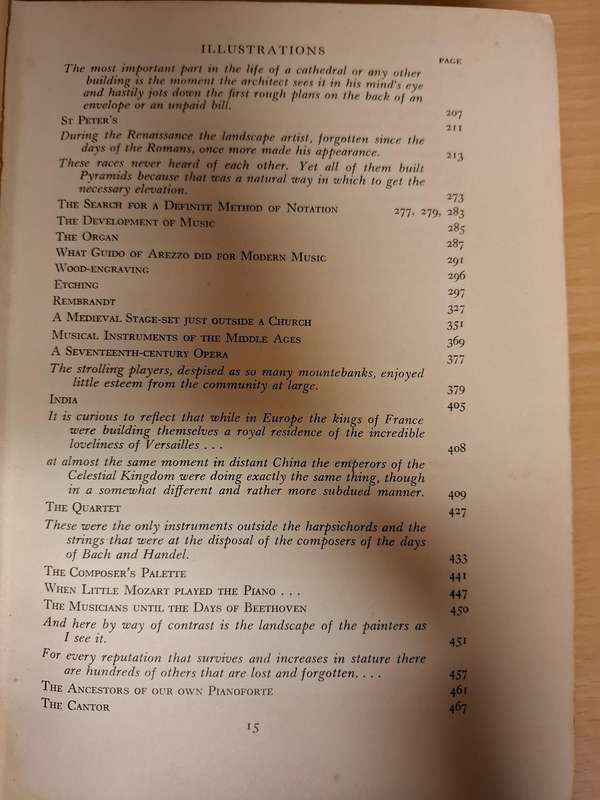 ILLUSTRATIONS
PAGE
The most important part in the life of a cathedral or any other
building is the moment the architect sees it in his mind's eye
and hastily jots down the first rough plans on the back of an
envelope or an unpaid bill. 207
ST PETER'S 211
During the Renaissance the landscape artist, forgotten since the
days of the Romans, once more made his appearance. 213
These races never heard of each other. Yet all of them built
Pyramids because that was a natural way in which to get the
necessary elevation. 273
THE SEARCH FOR A DEFINITE METHOD OF NOTATION 277, 279, 283
THE DEVELOPMENT OF MUSIC 285
THE ORGAN 287
WHAT GUIDO OF AREZZO DID FOR MODERN MUSIC 291
WOOD-ENGRAVING 296
ETCHING 297
REMBRANDT 327
A MEDIEVAL STAGE-SET JUST OUTSIDE A CHURCH 351
MUSICAL INSTRUMENTS OF THE MIDDLE AGES 369
A SEVENTEENTH-CENTURY OPERA 377
The strolling players, despised as so many mountebanks, enjoyed
little esteem from the community at large. 379
INDIA 405
It is curious to reflect that while in Europe the kings of France
were building themselves a royal residence of the incredible
loveliness of Versailles . . . 408
at almost the same moment in distant China the emperors of the
Celestial Kingdom were doing exactly the same thing, though
in a somewhat different and rather more subdued manner. 409
THE QUARTET 427
These were the only instruments outside the harpsichords and the
strings that were at the disposal of the composers of the days
of Bach and Handel. 433
THE COMPOSER'S PALETTE 441
WHEN LITTLE MOZART PLAYED THE PIANO . . . 447
THE MUSICIANS UNTIL THE DAYS OF BEETHOVEN 450
And here by way of contrast is the landscape of the painters as
I see it. 451
For every reputation that survives and increases in stature there
are hundreds of others that are lost and forgotten. . . . 457
THE ANCESTORS OF OUR OWN PIANOFORTE 461
THE CANTOR 467
15